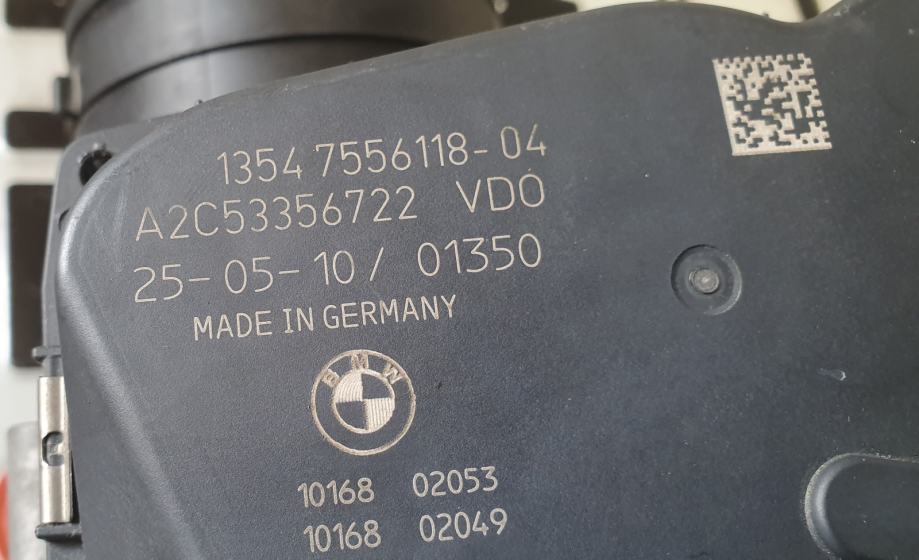 1354 7556118-04
A2C53356722 VDO
25-05-10/ 01350
MADE IN GERMANY
BMW
10168 02053
10168 02049